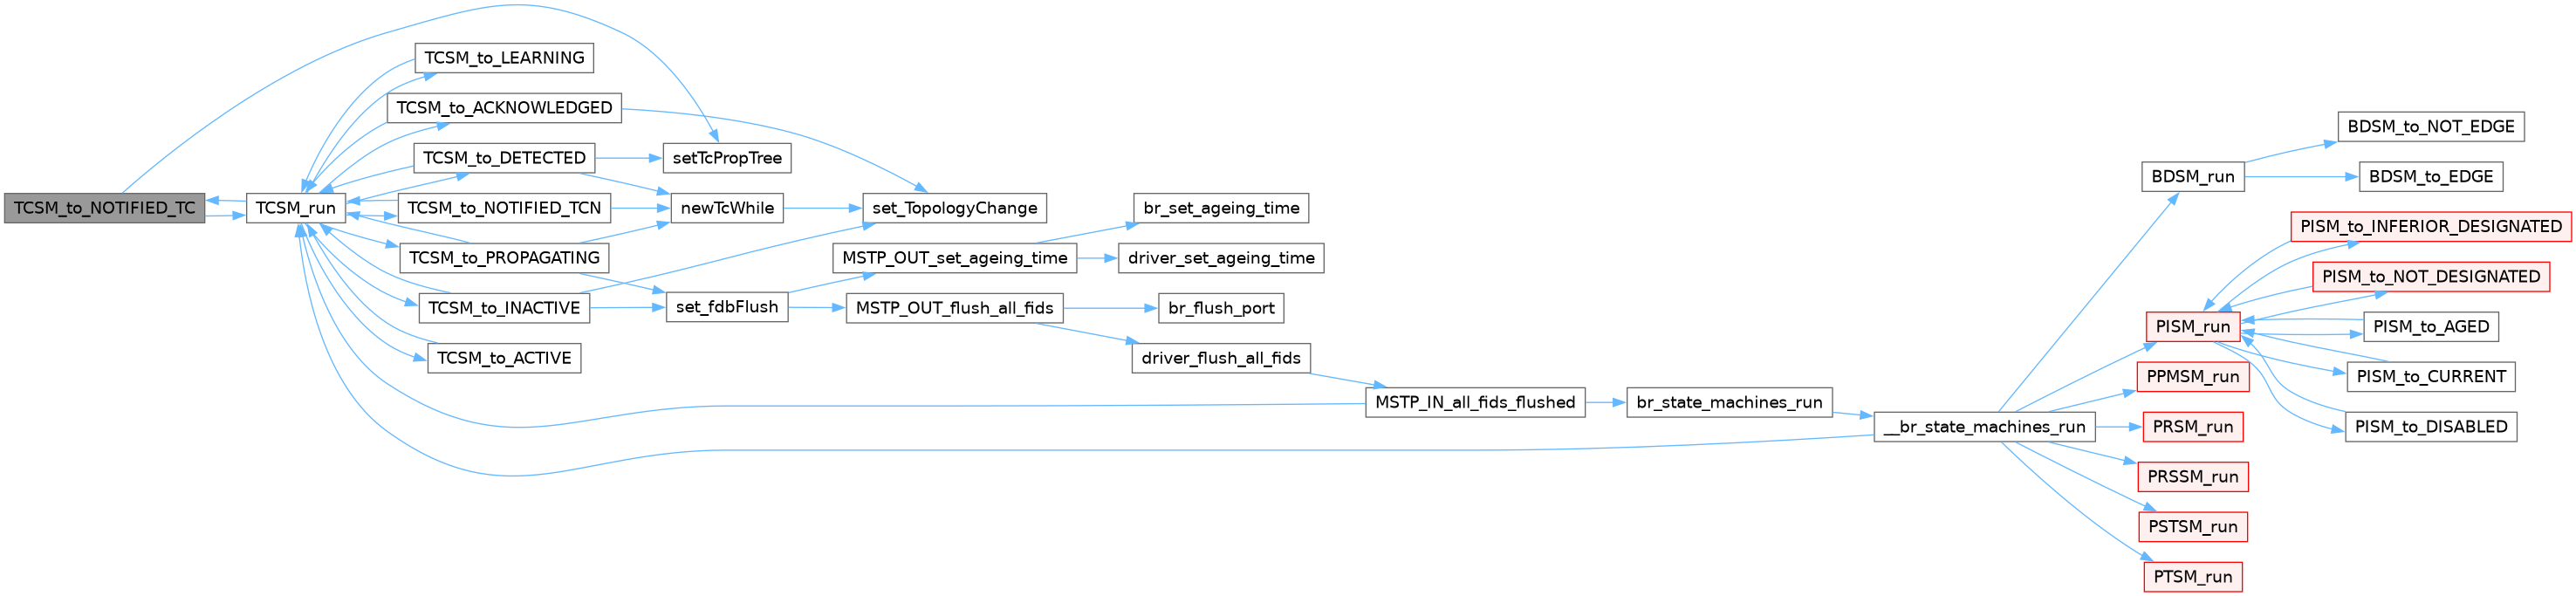 TCSM_to_NOTIFIED_TC
TCSM_run
TCSM_to_LEARNING
TCSM_to_ACKNOWLEDGED
TCSM_to_DETECTED
TCSM_to_NOTIFIED_TCN
TCSM_to_PROPAGATING
TCSM_to_INACTIVE
TCSM_to_ACTIVE
setTcPropTree
newTcWhile
set_fdbFlush
set_TopologyChange
MSTP_OUT_set_ageing_time
MSTP_OUT_flush_all_fids
br_set_ageing_time
driver_set_ageing_time
br_flush_port
driver_flush_all_fids
MSTP_IN_all_fids_flushed
br_state_machines_run
__br_state_machines_run
BDSM_run
PISM_run
PPMSM_run
PRSM_run
PRSSM_run
PSTSM_run
PTSM_run
BDSM_to_NOT_EDGE
BDSM_to_EDGE
PISM_to_INFERIOR_DESIGNATED
PISM_to_NOT_DESIGNATED
PISM_to_AGED
PISM_to_CURRENT
PISM_to_DISABLED